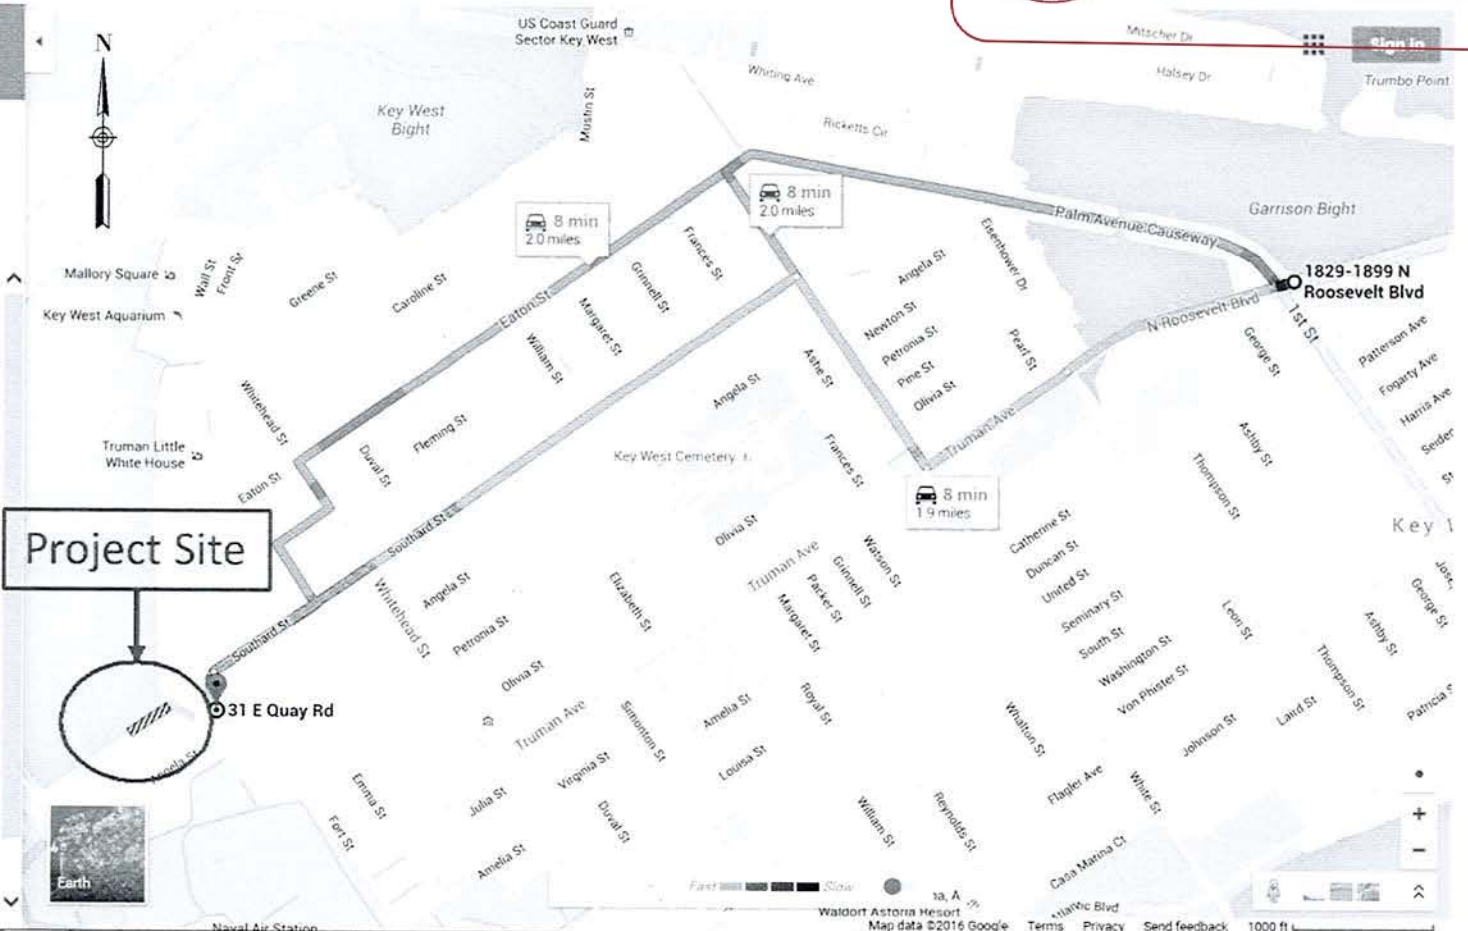 US Coast Guard
Sector Key West
Mitscher Dr
Sign in
N
Whiting Ave
Halsey Dr
Trumbo Point
Key West
Bight
Mustin St
Ricketts Cir
8 min
2.0 miles
Garrison Bight
8 min
2.0 miles
Palm Avenue Causeway
Frances St
Eisenhower Dr
Angela St
Mallory Square
Wall St
Front St
Greene St
Caroline St
Grinnell St
1829-1899 N
Roosevelt Blvd
Key West Aquarium
Eaton St
Margaret St
Newton St
N Roosevelt Blvd
1st St
William St
Petronia St
Pearl St
George St
Patterson Ave
Ashe St
Pine St
Fogarty Ave
Whitehead St
Angela St
Olivia St
Harris Ave
Truman Little
White House
Duval St
Fleming St
Truman Ave
Key West Cemetery
Frances St
Ashby St
Thompson St
Eaton St
8 min
1.9 miles
Southard St
Olivia St
Catherine St
Key
Project Site
Truman Ave
Watson St
Duncan St
Grinnell St
United St
Packer St
Whitehead St
Angela St
Elizabeth St
Margaret St
Seminary St
George St
Southard St
Petronia St
South St
Leon St
Ashby St
Olivia St
Washington St
Thompson St
Von Phister St
31 E Quay Rd
Amelia St
Royal St
Laird St
Patricia
Truman Ave
Simonton St
Whalton St
Johnson St
Angela St
Virginia St
Louisa St
Emma St
Julia St
Flagler Ave
White St
Fort St
Duval St
William St
Reynolds St
Amelia St
Casa Marina Ct
Earth
Fast
Slow
Waldorf Astoria Resort
Atlantic Blvd
Naval Air Station
Map data ©2016 Google
Terms
Privacy
Send feedback
1000 ft